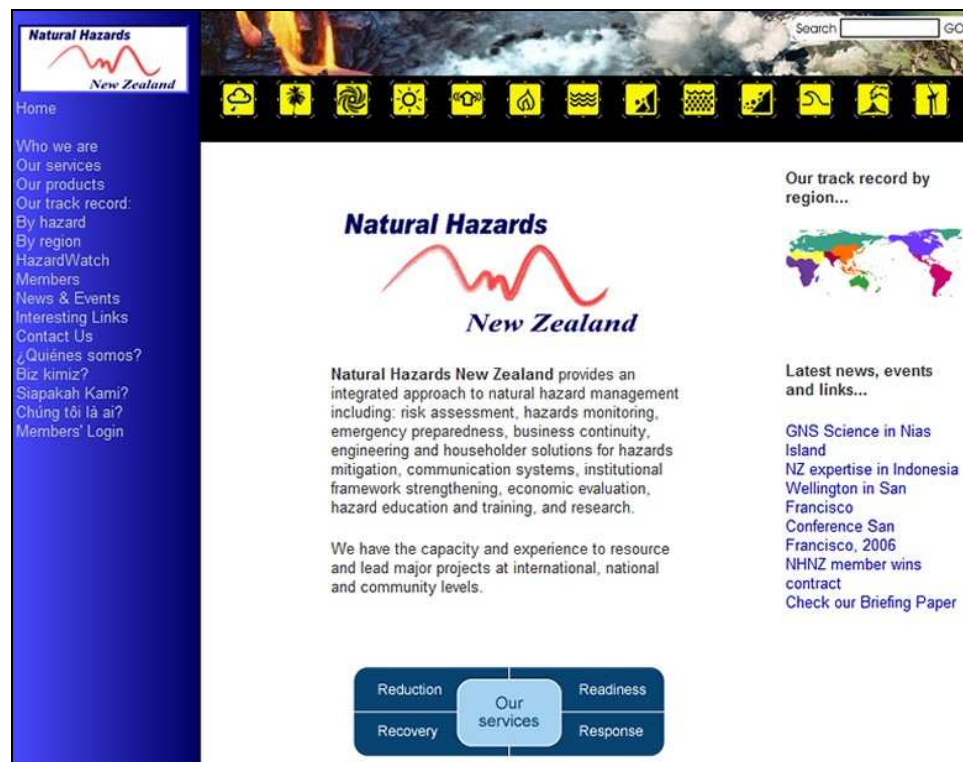 Natural Hazards
New Zealand
Search
GO
Home
Who we are
Our services
Our products
Our track record:
By hazard
By region
HazardWatch
Members
News & Events
Interesting Links
Contact Us
¿Quiénes somos?
Biz kimiz?
Siapakah Kami?
Chúng tôi là ai?
Members' Login
Natural Hazards
New Zealand
Natural Hazards New Zealand provides an
integrated approach to natural hazard management
including: risk assessment, hazards monitoring,
emergency preparedness, business continuity,
engineering and householder solutions for hazards
mitigation, communication systems, institutional
framework strengthening, economic evaluation,
hazard education and training, and research.
We have the capacity and experience to resource
and lead major projects at international, national
and community levels.
Reduction
Readiness
Our
services
Recovery
Response
Our track record by
region...
Latest news, events
and links...
GNS Science in Nias
Island
NZ expertise in Indonesia
Wellington in San
Francisco
Conference San
Francisco, 2006
NHNZ member wins
contract
Check our Briefing Paper